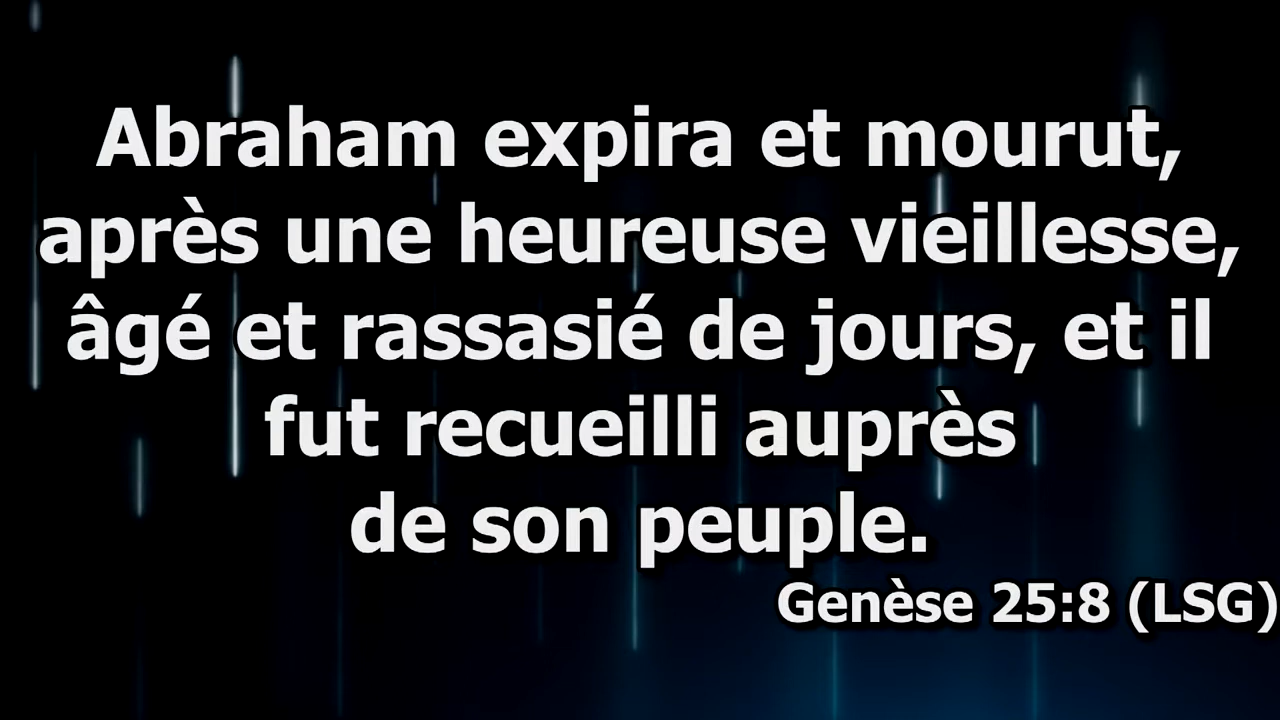 Abraham expira et mourut,
après une heureuse vieillesse,
âgé et rassasié de jours, et il
fut recueilli auprès
de son peuple.
Genèse 25:8 (LSG)